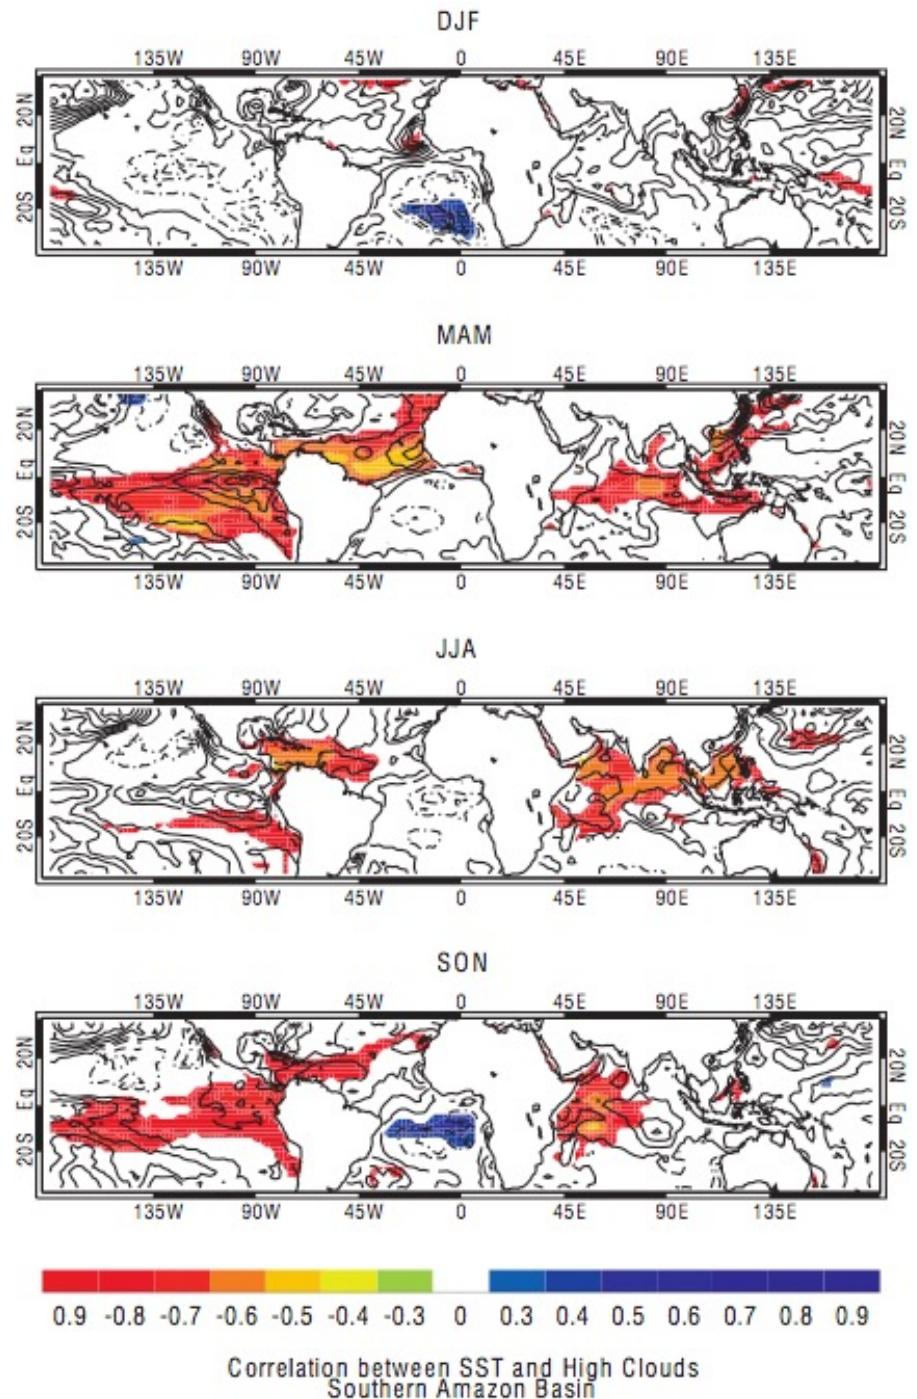 DJF
135W 90W 45W 0 45E 90E 135E
20N 20N
Eq Eq
20S 20S
135W 90W 45W 0 45E 90E 135E
MAM
135W 90W 45W 0 45E 90E 135E
20N 20N
Eq Eq
20S 20S
135W 90W 45W 0 45E 90E 135E
JJA
135W 90W 45W 0 45E 90E 135E
20N 20N
Eq Eq
20S 20S
135W 90W 45W 0 45E 90E 135E
SON
135W 90W 45W 0 45E 90E 135E
20N 20N
Eq Eq
20S 20S
135W 90W 45W 0 45E 90E 135E
0.9 -0.8 -0.7 -0.6 -0.5 -0.4 -0.3 0 0.3 0.4 0.5 0.6 0.7 0.8 0.9
Correlation between SST and High Clouds
Southern Amazon Basin